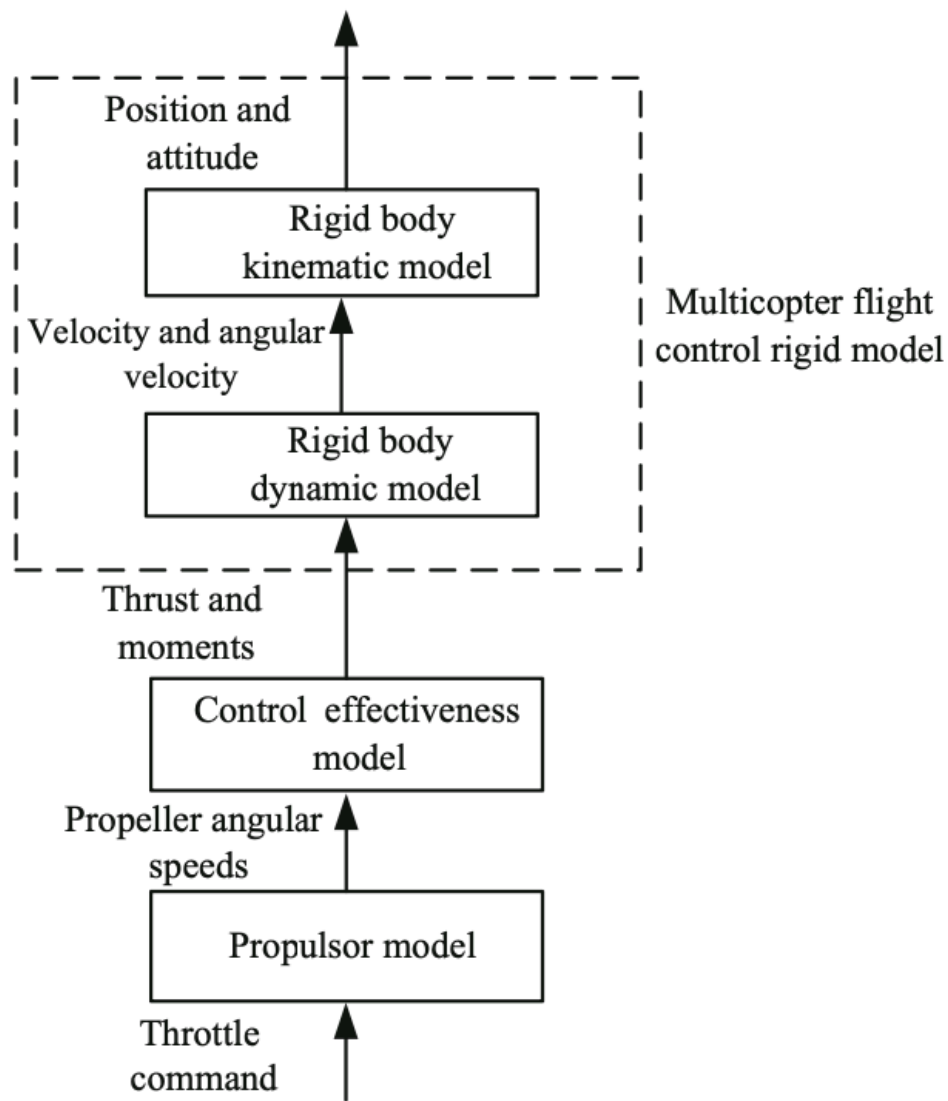 Position and
attitude
Rigid body
kinematic model
Velocity and angular
velocity
Multicopter flight
control rigid model
Rigid body
dynamic model
Thrust and
moments
Control effectiveness
model
Propeller angular
speeds
Propulsor model
Throttle
command